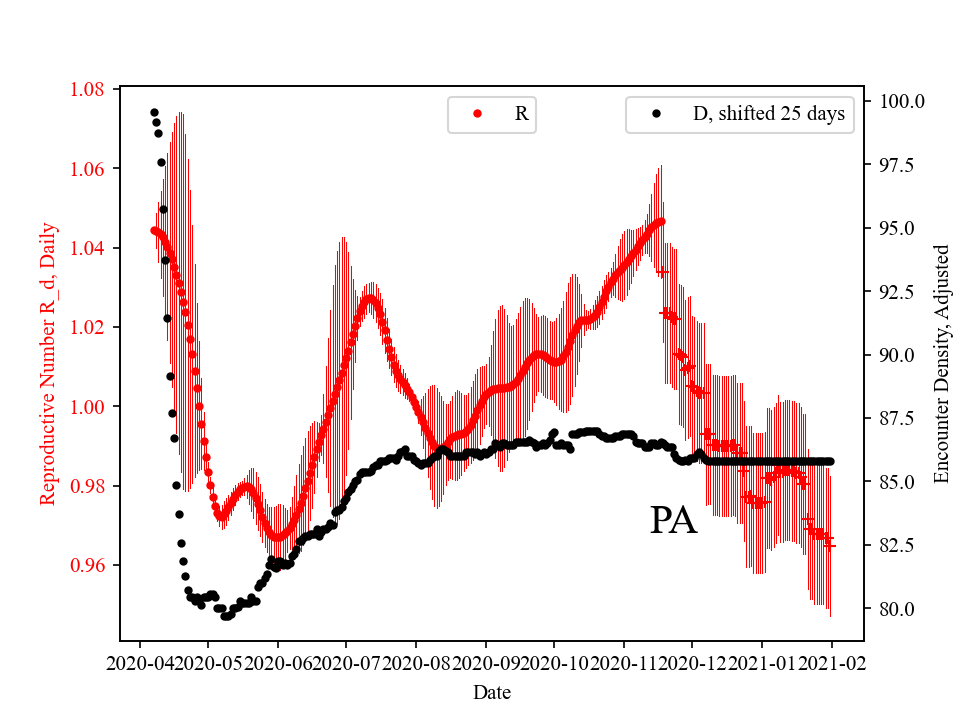 R
D, shifted 25 days
1.08
1.06
1.04
1.02
1.00
0.98
0.96
Reproductive Number R_d, Daily
100.0
97.5
95.0
92.5
90.0
87.5
85.0
82.5
80.0
Encounter Density, Adjusted
PA
2020-04 2020-05 2020-06 2020-07 2020-08 2020-09 2020-10 2020-11 2020-12 2021-01 2021-02
Date